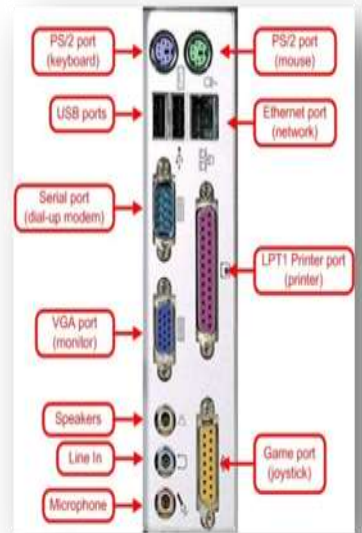 PS/2 port
(keyboard)
PS/2 port
(mouse)
USB ports
Ethernet port
(network)
Serial port
(dial-up modem)
LPT1 Printer port
(printer)
VGA port
(monitor)
Speakers
Line In
Game port
(joystick)
Microphone